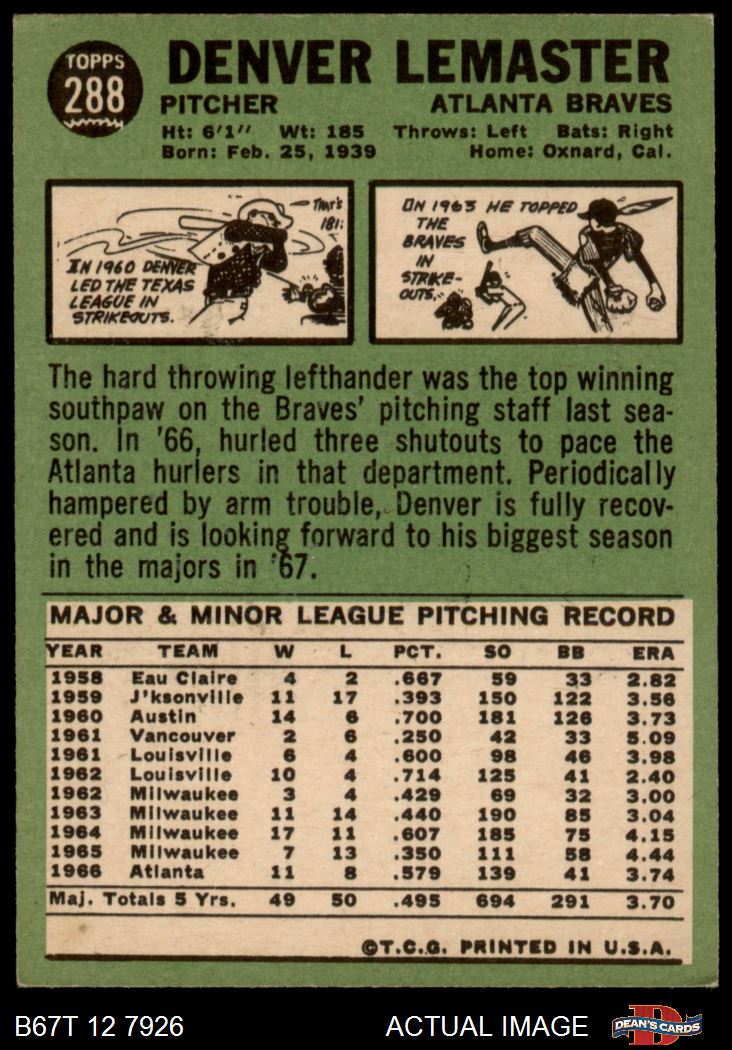 TOPPS
288
DENVER LEMASTER
PITCHER ATLANTA BRAVES
Ht: 6'1" Wt: 185 Throws: Left Bats: Right
Born: Feb. 25, 1939 Home: Oxnard, Cal.
THAT'S
181!
IN 1960 DENVER
LED THE TEXAS
LEAGUE IN
STRIKEOUTS.
ON 1963 HE TOPPED
THE
BRAVES
IN
STRIKE-
OUTS.
The hard throwing lefthander was the top winning
southpaw on the Braves' pitching staff last sea-
son. In '66, hurled three shutouts to pace the
Atlanta hurlers in that department. Periodically
hampered by arm trouble, Denver is fully recov-
ered and is looking forward to his biggest season
in the majors in '67.
MAJOR & MINOR LEAGUE PITCHING RECORD
YEAR TEAM W L PCT. SO BB ERA
1958 Eau Claire 4 2 .667 59 33 2.82
1959 J'ksonville 11 17 .393 150 122 3.56
1960 Austin 14 6 .700 181 126 3.73
1961 Vancouver 2 6 .250 42 33 5.09
1961 Louisville 6 4 .600 98 46 3.98
1962 Louisville 10 4 .714 125 41 2.40
1962 Milwaukee 3 4 .429 69 32 3.00
1963 Milwaukee 11 14 .440 190 85 3.04
1964 Milwaukee 17 11 .607 185 75 4.15
1965 Milwaukee 7 13 .350 111 58 4.44
1966 Atlanta 11 8 .579 139 41 3.74
Maj. Totals 5 Yrs. 49 50 .495 694 291 3.70
©T.C.G. PRINTED IN U.S.A.
B67T 12 7926 ACTUAL IMAGE
D
DEAN'S CARDS